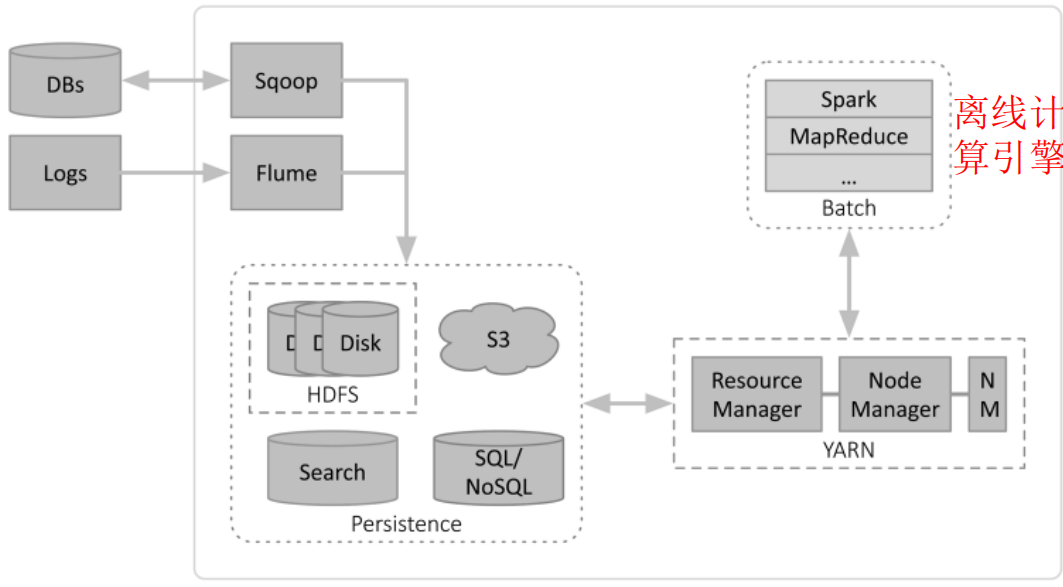 DBs
Sqoop
Logs
Flume
Spark
MapReduce
...
Batch
离线计
算引擎
D
D
Disk
HDFS
S3
Search
SQL/
NoSQL
Persistence
Resource
Manager
Node
Manager
N
M
YARN